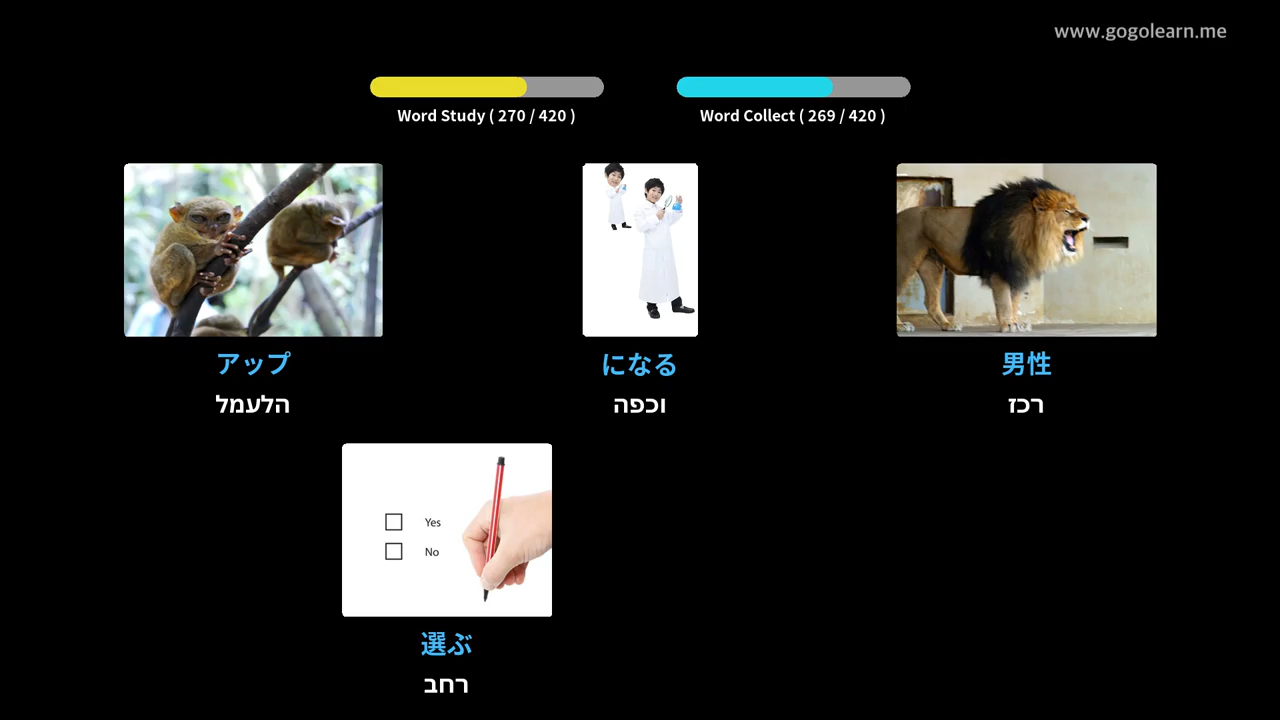 www.gogolearn.me
Word Study ( 270 / 420 )
Word Collect ( 269 / 420 )
アップ
הלעמל
になる
וכפה
男性
רכז
Yes
No
選ぶ
רחב